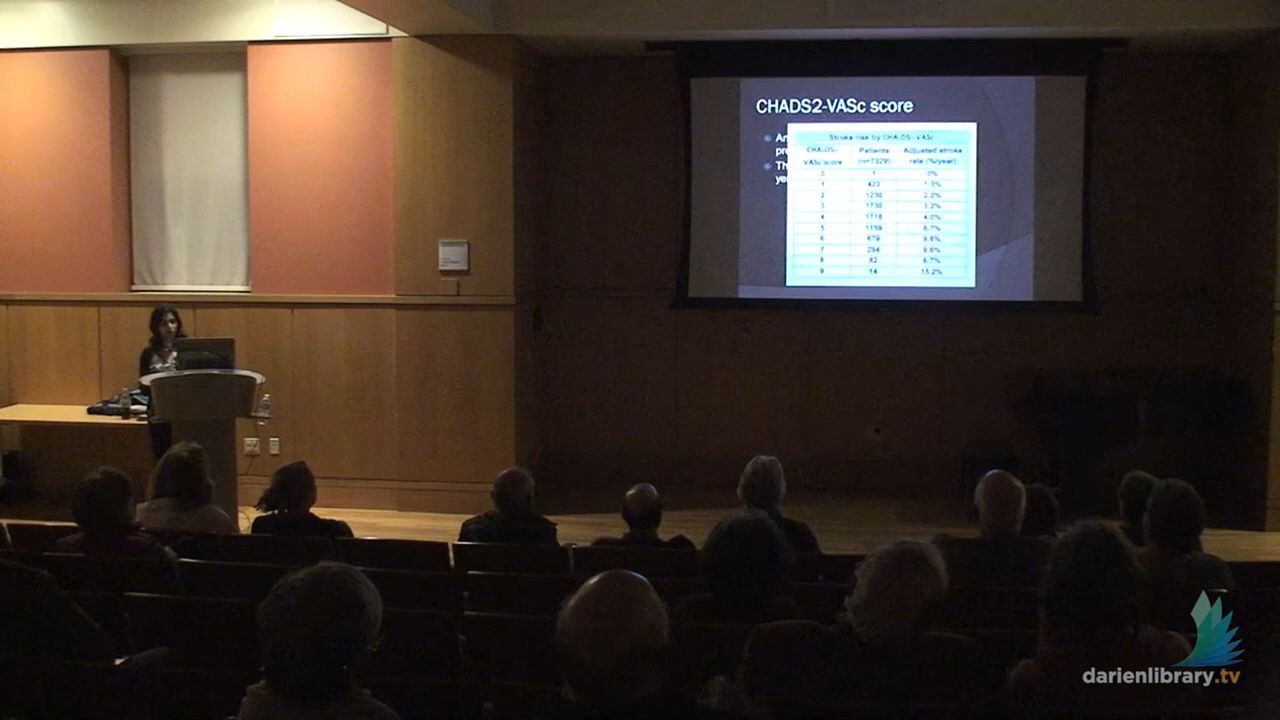 CHADS2-VASc score
Stroke risk by CHA₂DS₂-VASc
CHA₂DS₂- Patients Adjusted stroke
VASc score (n=7329) rate (%/year)
0 1 0%
1 422 1.3%
2 1230 2.2%
3 1730 3.2%
4 1718 4.0%
5 1159 6.7%
6 679 9.8%
7 294 9.6%
8 82 6.7%
9 14 15.2%
darienlibrary.tv